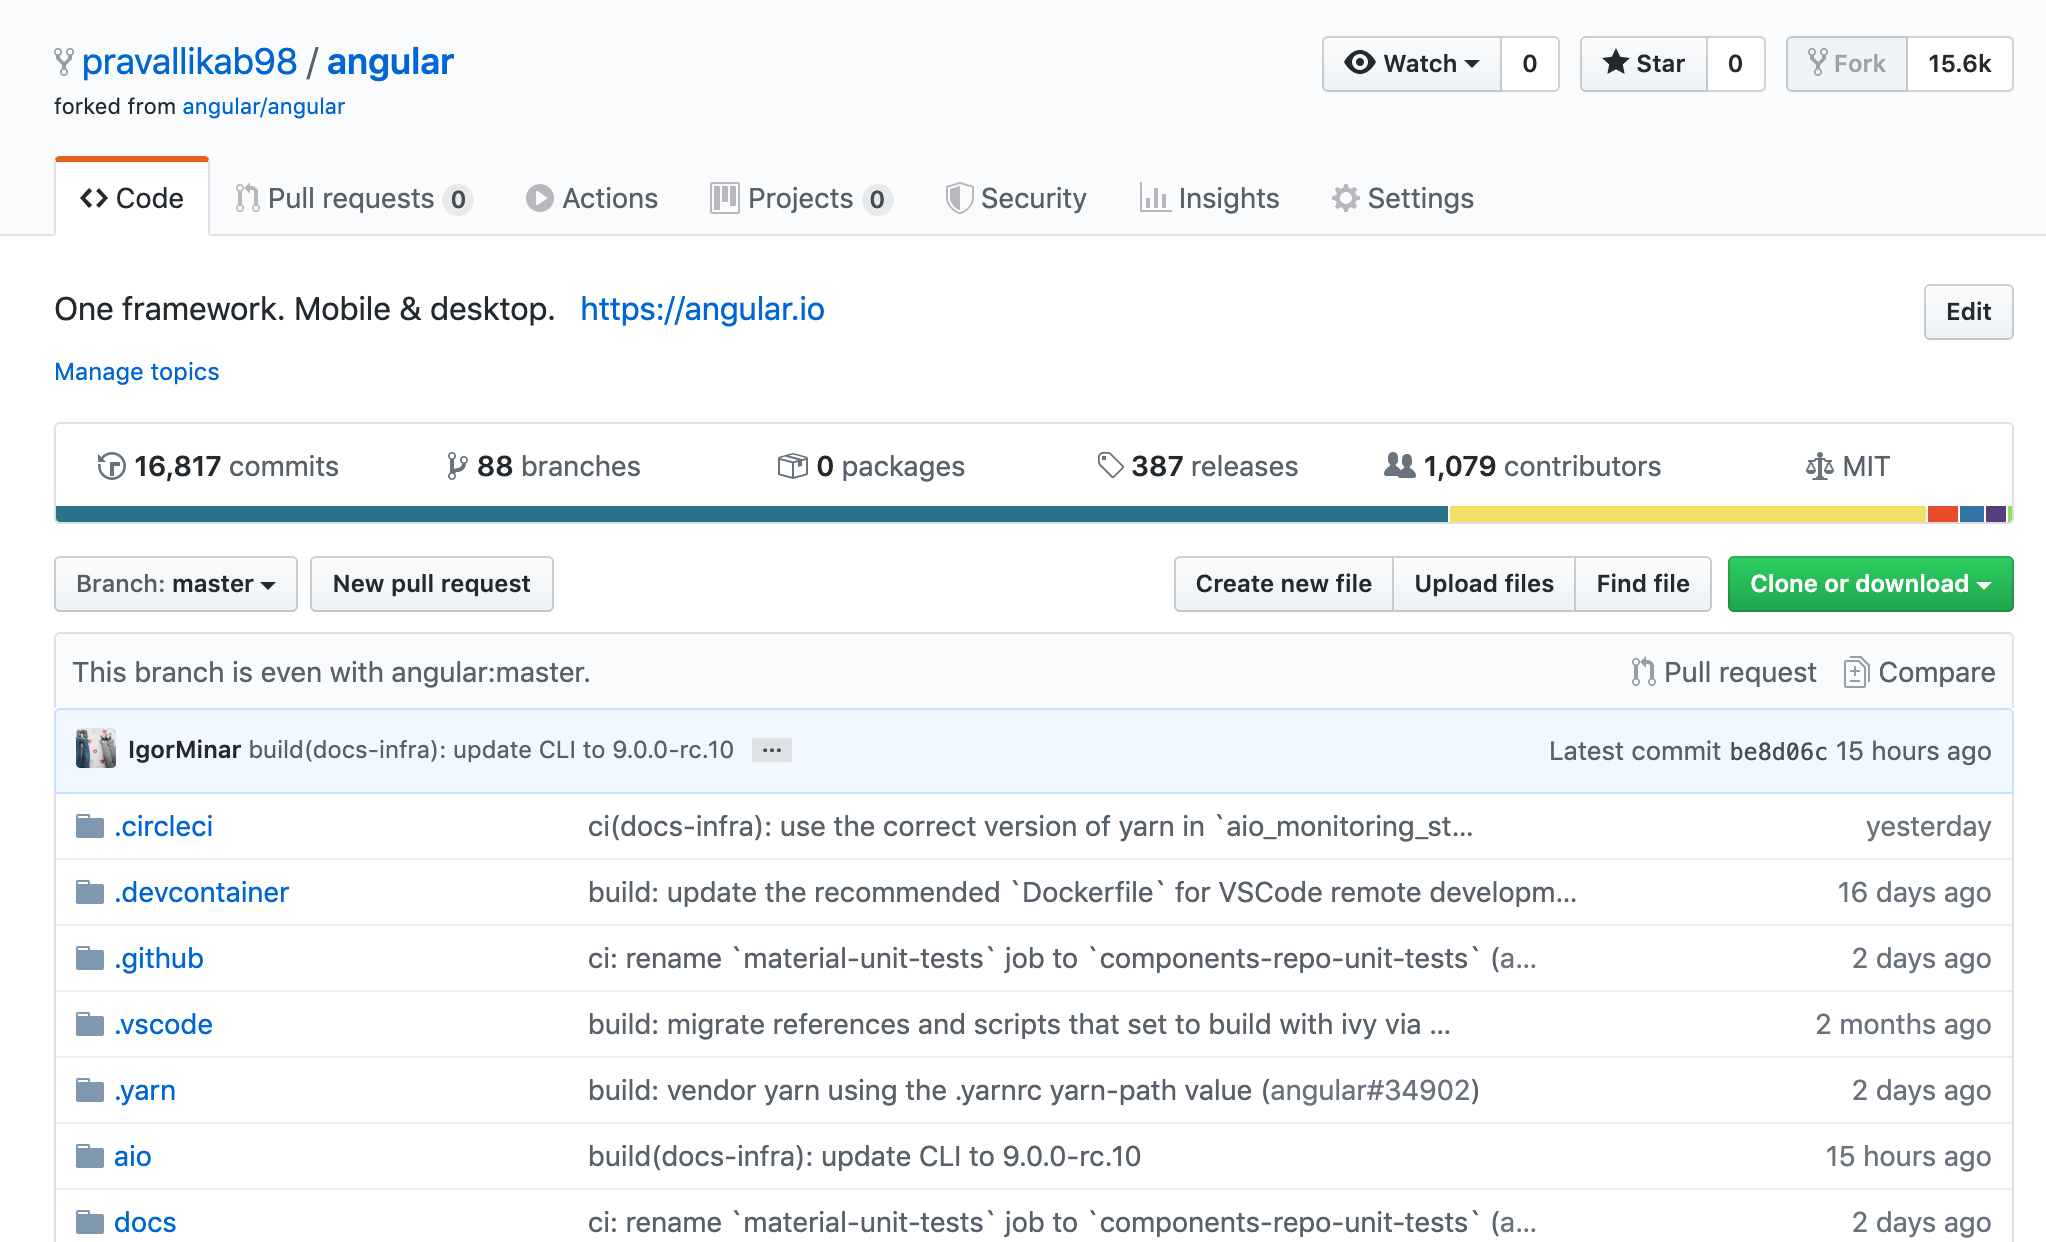 pravallikab98 / angular
Watch 0 Star 0 Fork 15.6k
forked from angular/angular
Code Pull requests 0 Actions Projects 0 Security Insights Settings
One framework. Mobile & desktop. https://angular.io
Edit
Manage topics
16,817 commits 88 branches 0 packages 387 releases 1,079 contributors MIT
Branch: master New pull request Create new file Upload files Find file Clone or download
This branch is even with angular:master. Pull request Compare
IgorMinar build(docs-infra): update CLI to 9.0.0-rc.10 ... Latest commit be8d06c 15 hours ago
.circleci ci(docs-infra): use the correct version of yarn in `aio_monitoring_st... yesterday
.devcontainer build: update the recommended `Dockerfile` for VSCode remote developm... 16 days ago
.github ci: rename `material-unit-tests` job to `components-repo-unit-tests` (a... 2 days ago
.vscode build: migrate references and scripts that set to build with ivy via ... 2 months ago
.yarn build: vendor yarn using the .yarnrc yarn-path value (angular#34902) 2 days ago
aio build(docs-infra): update CLI to 9.0.0-rc.10 15 hours ago
docs ci: rename `material-unit-tests` job to `components-repo-unit-tests` (a... 2 days ago